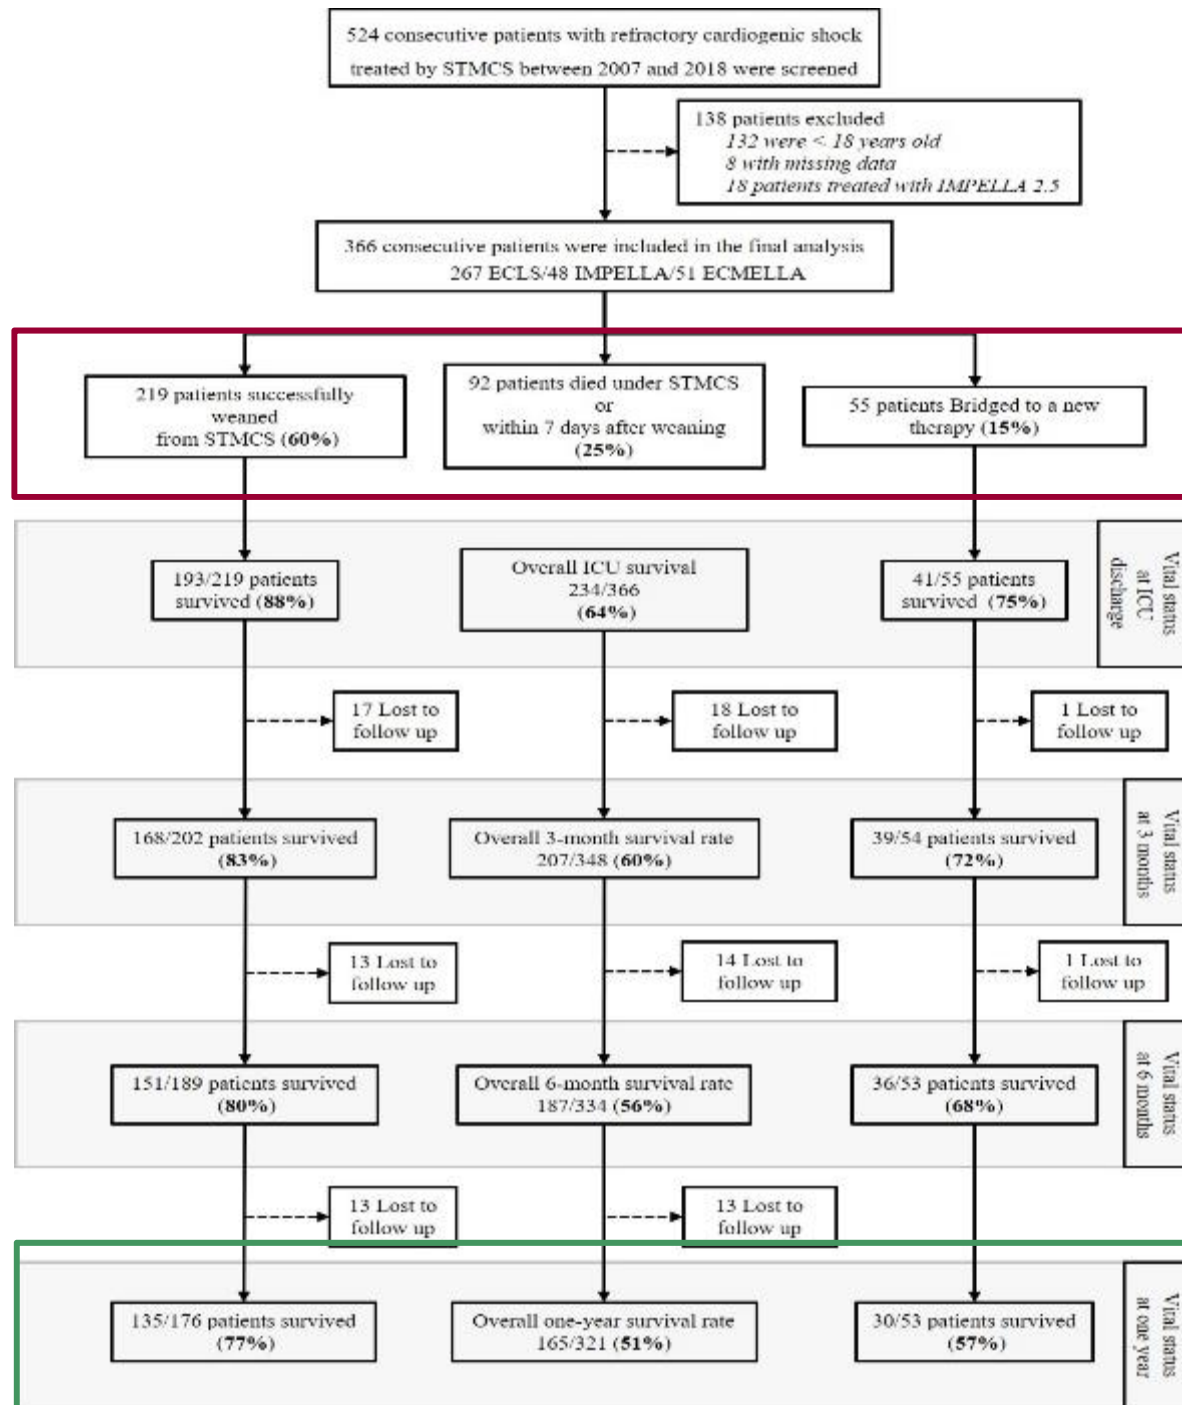 524 consecutive patients with refractory cardiogenic shock
treated by STMCS between 2007 and 2018 were screened
138 patients excluded
132 were < 18 years old
8 with missing data
18 patients treated with IMPELLA 2.5
366 consecutive patients were included in the final analysis
267 ECLS/48 IMPELLA/51 ECMELLA
219 patients successfully
weaned
from STMCS (60%)
92 patients died under STMCS
or
within 7 days after weaning
(25%)
55 patients Bridged to a new
therapy (15%)
193/219 patients
survived (88%)
Overall ICU survival
234/366
(64%)
41/55 patients
survived (75%)
Vital status
at ICU
discharge
17 Lost to
follow up
18 Lost to
follow up
1 Lost to
follow up
168/202 patients survived
(83%)
Overall 3-month survival rate
207/348 (60%)
39/54 patients survived
(72%)
Vital status
at 3 months
13 Lost to
follow up
14 Lost to
follow up
1 Lost to
follow up
151/189 patients survived
(80%)
Overall 6-month survival rate
187/334 (56%)
36/53 patients survived
(68%)
Vital status
at 6 months
13 Lost to
follow up
13 Lost to
follow up
135/176 patients survived
(77%)
Overall one-year survival rate
165/321 (51%)
30/53 patients survived
(57%)
Vital status
at one year